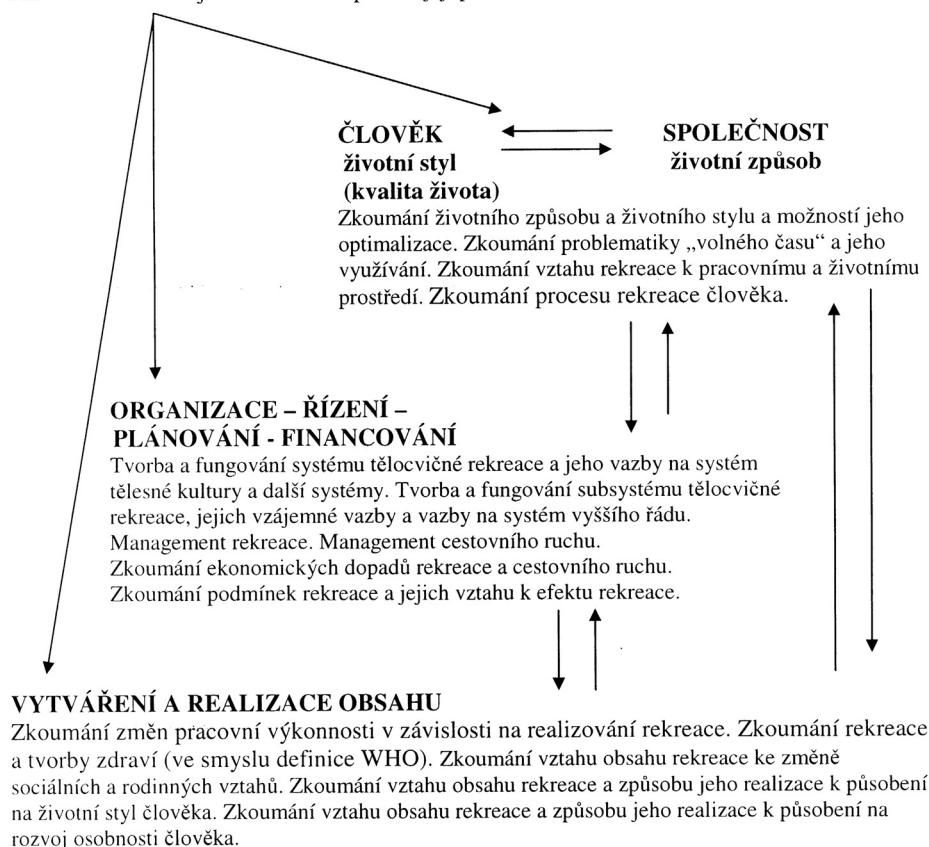 ČLOVĚK
SPOLEČNOST
životní styl
životní způsob
(kvalita života)
Zkoumání životního způsobu a životního stylu a možností jeho
optimalizace. Zkoumání problematiky „volného času“ a jeho
využívání. Zkoumání vztahu rekreace k pracovnímu a životnímu
prostředí. Zkoumání procesu rekreace člověka.
ORGANIZACE – ŘÍZENÍ –
PLÁNOVÁNÍ - FINANCOVÁNÍ
Tvorba a fungování systému tělocvičné rekreace a jeho vazby na systém
tělesné kultury a další systémy. Tvorba a fungování subsystému tělocvičné
rekreace, jejich vzájemné vazby a vazby na systém vyššího řádu.
Management rekreace. Management cestovního ruchu.
Zkoumání ekonomických dopadů rekreace a cestovního ruchu.
Zkoumání podmínek rekreace a jejich vztahu k efektu rekreace.
VYTVÁŘENÍ A REALIZACE OBSAHU
Zkoumání změn pracovní výkonnosti v závislosti na realizování rekreace. Zkoumání rekreace
a tvorby zdraví (ve smyslu definice WHO). Zkoumání vztahu obsahu rekreace ke změně
sociálních a rodinných vztahů. Zkoumání vztahu obsahu rekreace a způsobu jeho realizace k působení
na životní styl člověka. Zkoumání vztahu obsahu rekreace a způsobu jeho realizace k působení na
rozvoj osobnosti člověka.